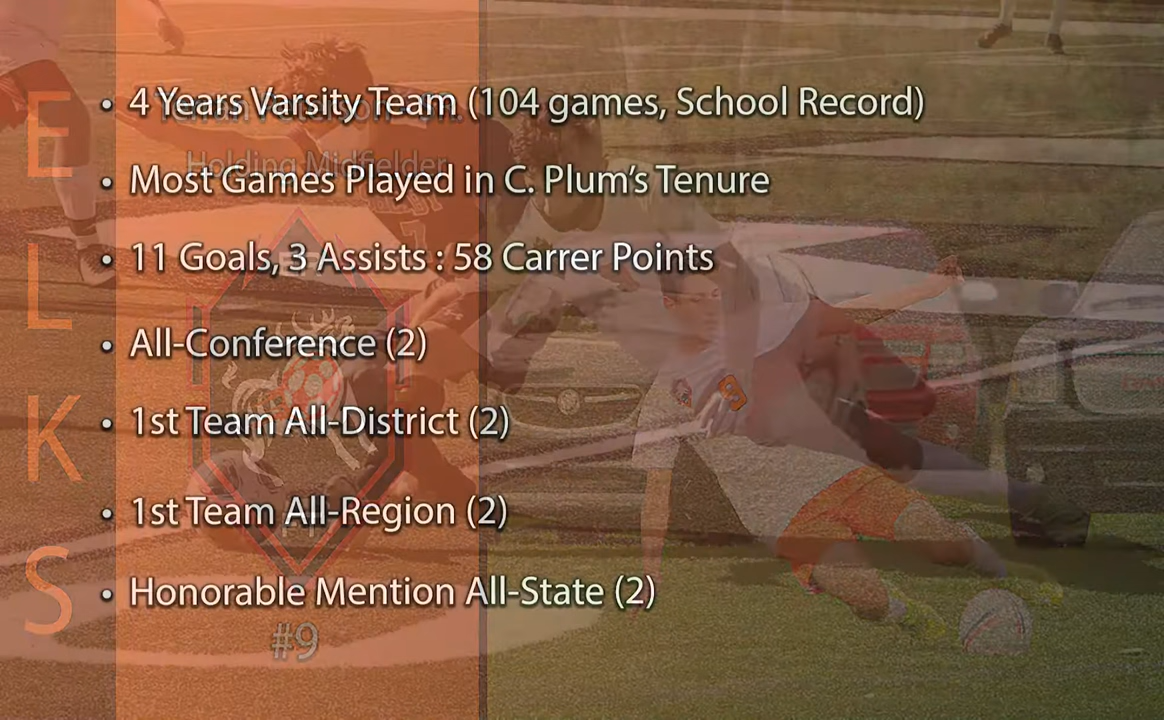 E
L
K
S
• 4 Years Varsity Team (104 games, School Record)
Holding Midfielder
• Most Games Played in C. Plum's Tenure
• 11 Goals, 3 Assists : 58 Carrer Points
• All-Conference (2)
• 1st Team All-District (2)
• 1st Team All-Region (2)
• Honorable Mention All-State (2)
#9